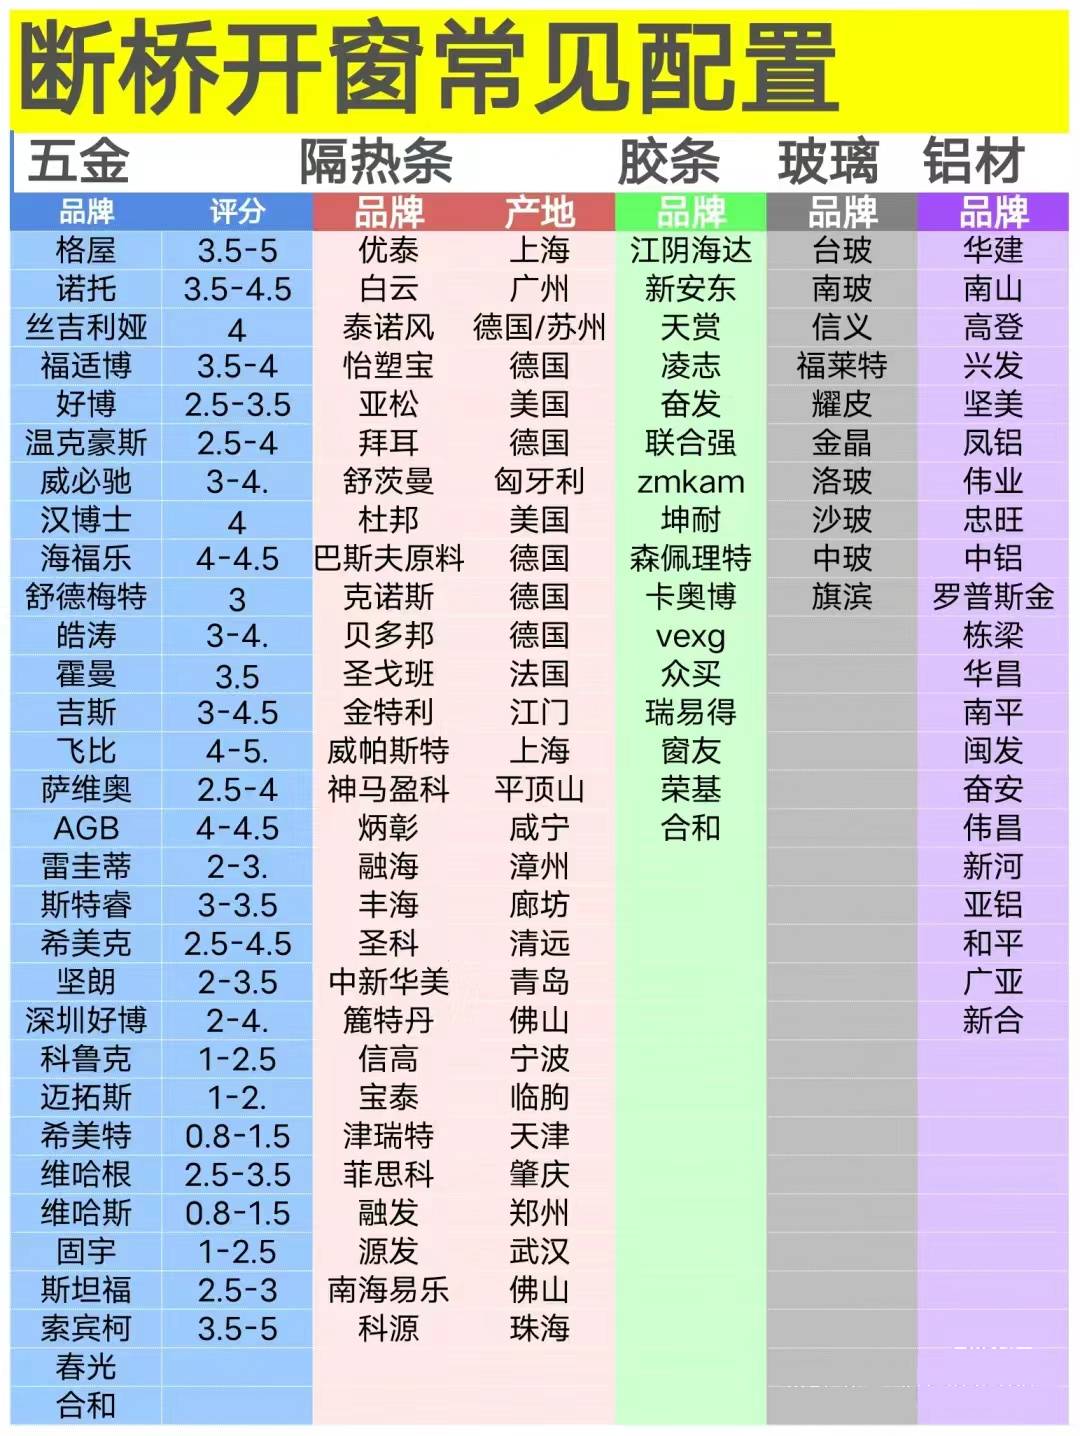 断桥开窗常见配置
五金 隔热条 胶条 玻璃 铝材
品牌 评分 品牌 产地 品牌 品牌 品牌
格屋 3.5-5 优泰 上海 江阴海达 台玻 华建
诺托 3.5-4.5 白云 广州 新安东 南玻 南山
丝吉利娅 4 泰诺风 德国/苏州 天赏 信义 高登
福适博 3.5-4 怡塑宝 德国 凌志 福莱特 兴发
好博 2.5-3.5 亚松 美国 奋发 耀皮 坚美
温克豪斯 2.5-4 拜耳 德国 联合强 金晶 凤铝
威必驰 3-4. 舒茨曼 匈牙利 zmkam 洛玻 伟业
汉博士 4 杜邦 美国 坤耐 沙玻 忠旺
海福乐 4-4.5 巴斯夫原料 德国 森佩理特 中玻 中铝
舒德梅特 3 克诺斯 德国 卡奥博 旗滨 罗普斯金
皓涛 3-4. 贝多邦 德国 vexg 栋梁
霍曼 3.5 圣戈班 法国 众买 华昌
吉斯 3-4.5 金特利 江门 瑞易得 南平
飞比 4-5. 威帕斯特 上海 窗友 闽发
萨维奥 2.5-4 神马盈科 平顶山 荣基 奋安
AGB 4-4.5 炳彰 咸宁 合和 伟昌
雷圭蒂 2-3. 融海 漳州 新河
斯特睿 3-3.5 丰海 廊坊 亚铝
希美克 2.5-4.5 圣科 清远 和平
坚朗 2-3.5 中新华美 青岛 广亚
深圳好博 2-4. 簏特丹 佛山 新合
科鲁克 1-2.5 信高 宁波
迈拓斯 1-2. 宝泰 临朐
希美特 0.8-1.5 津瑞特 天津
维哈根 2.5-3.5 菲思科 肇庆
维哈斯 0.8-1.5 融发 郑州
固宇 1-2.5 源发 武汉
斯坦福 2.5-3 南海易乐 佛山
索宾柯 3.5-5 科源 珠海
春光
合和